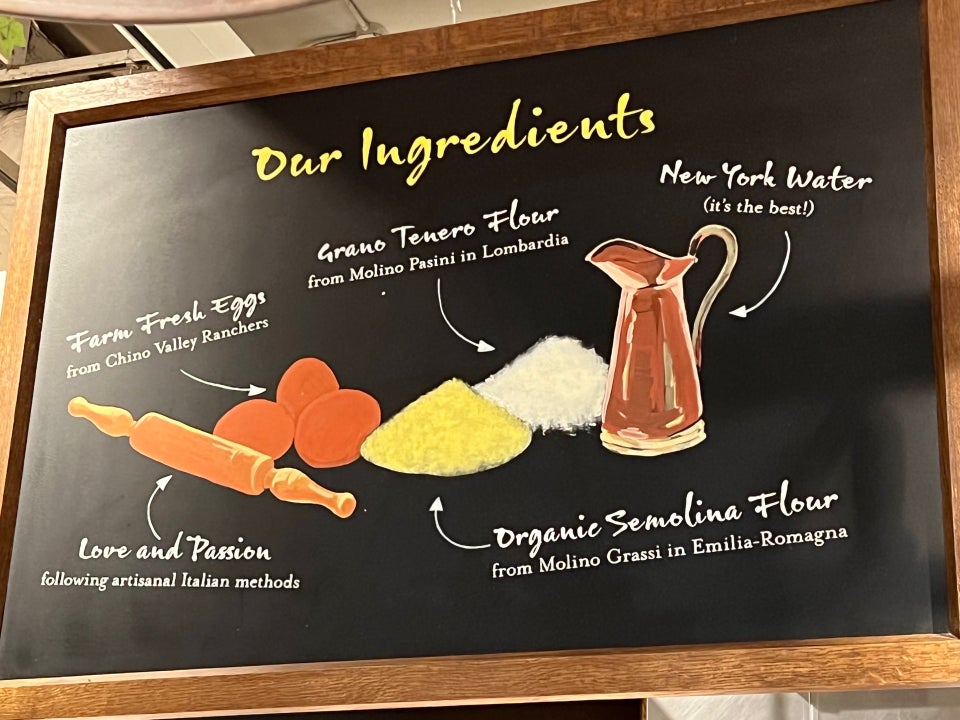 Our Ingredients
New York Water
(it's the best!)
Grano Tenero Flour
from Molino Pasini in Lombardia
Farm Fresh Eggs
from Chino Valley Ranchers
Love and Passion
following artisanal Italian methods
Organic Semolina Flour
from Molino Grassi in Emilia-Romagna